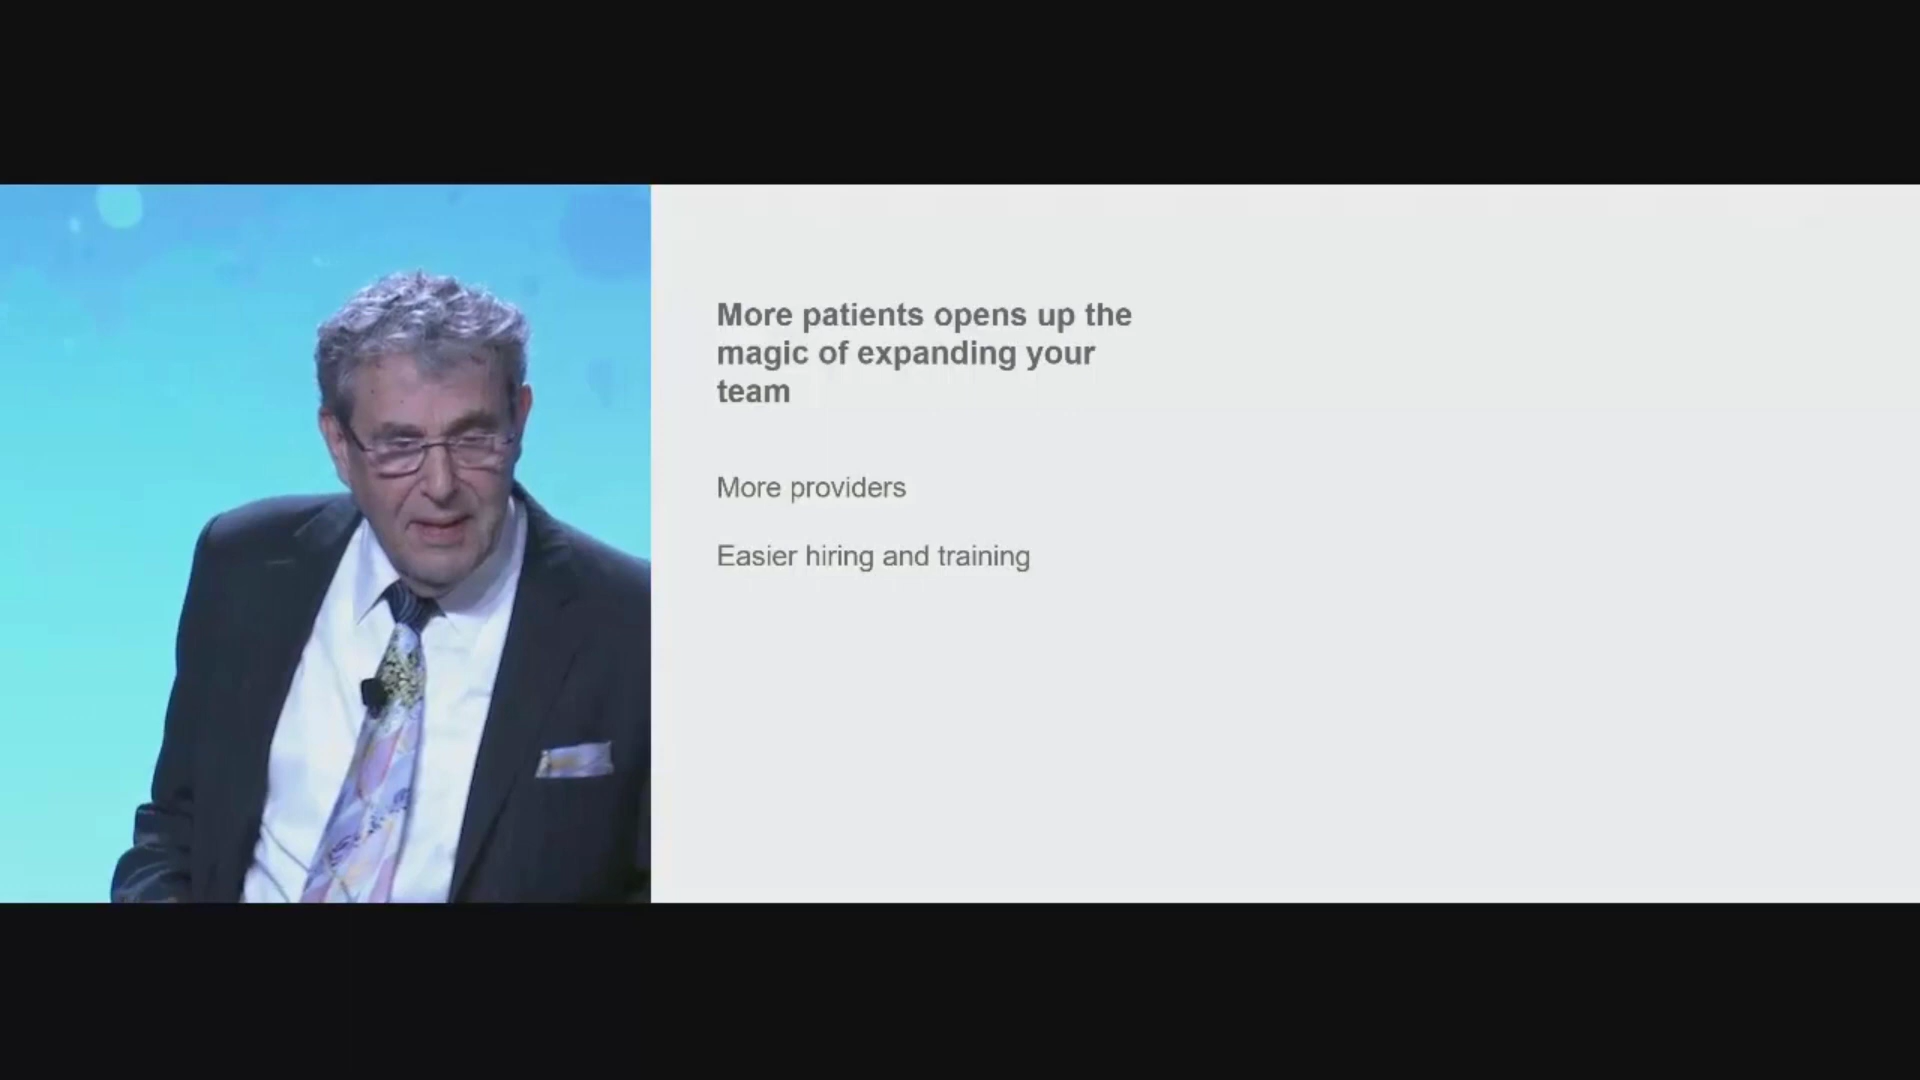 More patients opens up the
magic of expanding your
team
More providers
Easier hiring and training